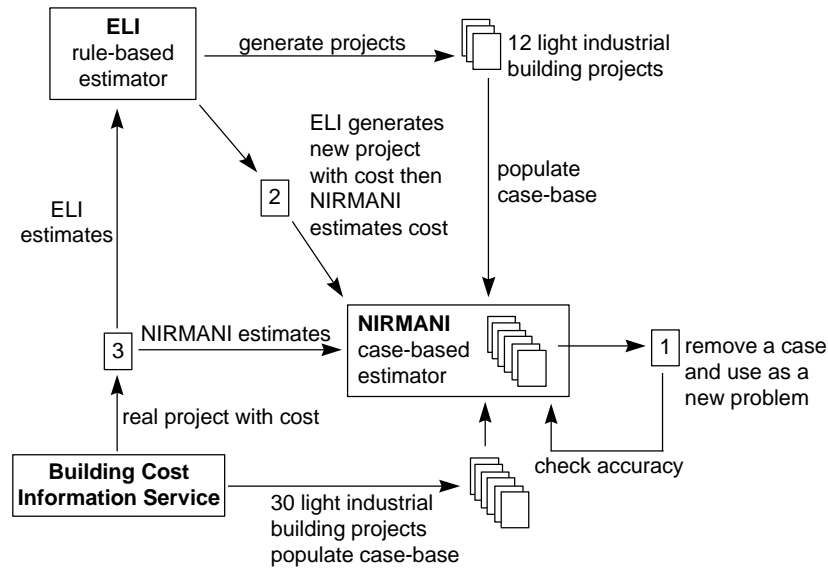 ELI
rule-based
estimator
generate projects
12 light industrial
building projects
ELI generates
new project
with cost then
NIRMANI
estimates cost
2
populate
case-base
ELI
estimates
3
NIRMANI estimates
NIRMANI
case-based
estimator
1
remove a case
and use as a
new problem
check accuracy
real project with cost
Building Cost
Information Service
30 light industrial
building projects
populate case-base